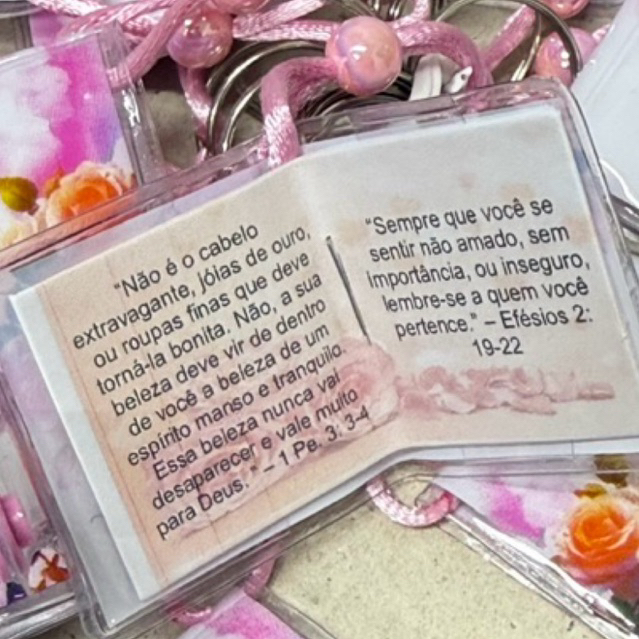 "Não é o cabelo
extravagante, jóias de ouro,
ou roupas finas que deve
torná-la bonita. Não, a sua
beleza deve vir de dentro
de você a beleza de um
espírito manso e tranquilo.
Essa beleza nunca vai
desaparecer e vale muito
para Deus." – 1 Pe. 3: 3-4
"Sempre que você se
sentir não amado, sem
importância, ou inseguro,
lembre-se a quem você
pertence." – Efésios 2:
19-22